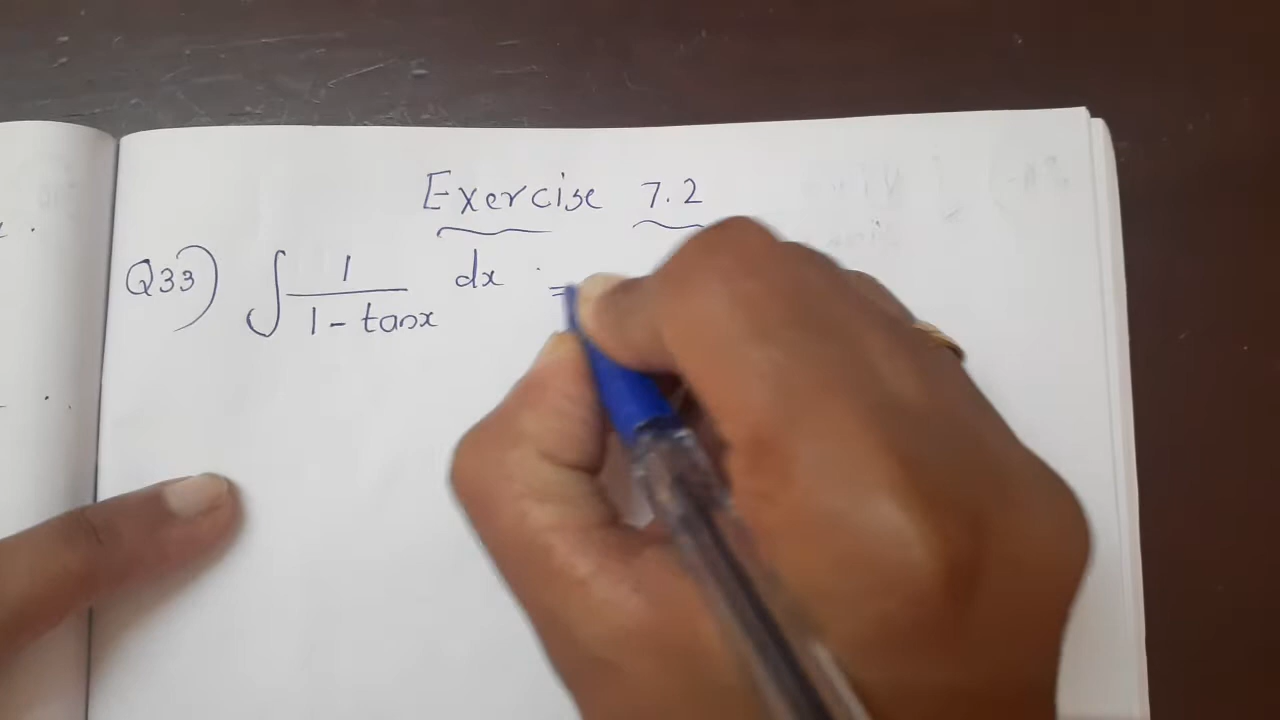 Exercise 7.2
Q33) ∫ 1/(1 - tanx) dx =